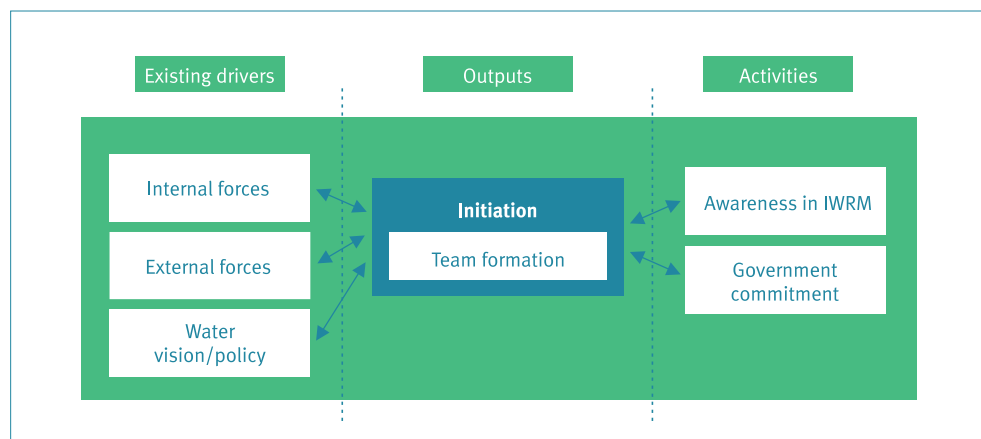 Existing drivers
Outputs
Activities
Internal forces
External forces
Water
vision/policy
Initiation
Team formation
Awareness in IWRM
Government
commitment